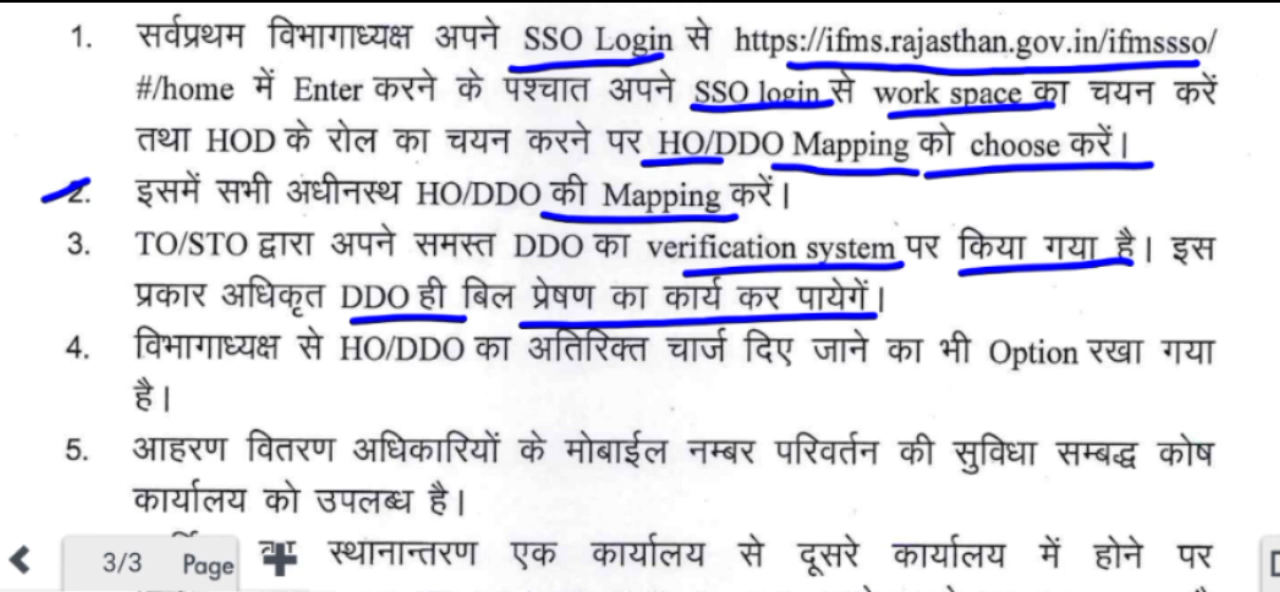 1. सर्वप्रथम विभागाध्यक्ष अपने SSO Login से https://ifms.rajasthan.gov.in/ifmssso/
#/home में Enter करने के पश्चात अपने SSO login से work space का चयन करें
तथा HOD के रोल का चयन करने पर HO/DDO Mapping को choose करें।
2. इसमें सभी अधीनस्थ HO/DDO की Mapping करें।
3. TO/STO द्वारा अपने समस्त DDO का verification system पर किया गया है। इस
प्रकार अधिकृत DDO ही बिल प्रेषण का कार्य कर पायेगें।
4. विभागाध्यक्ष से HO/DDO का अतिरिक्त चार्ज दिए जाने का भी Option रखा गया
है।
5. आहरण वितरण अधिकारियों के मोबाईल नम्बर परिवर्तन की सुविधा सम्बद्ध कोष
कार्यालय को उपलब्ध है।
स्थानान्तरण एक कार्यालय से दूसरे कार्यालय में होने पर
3/3 Page